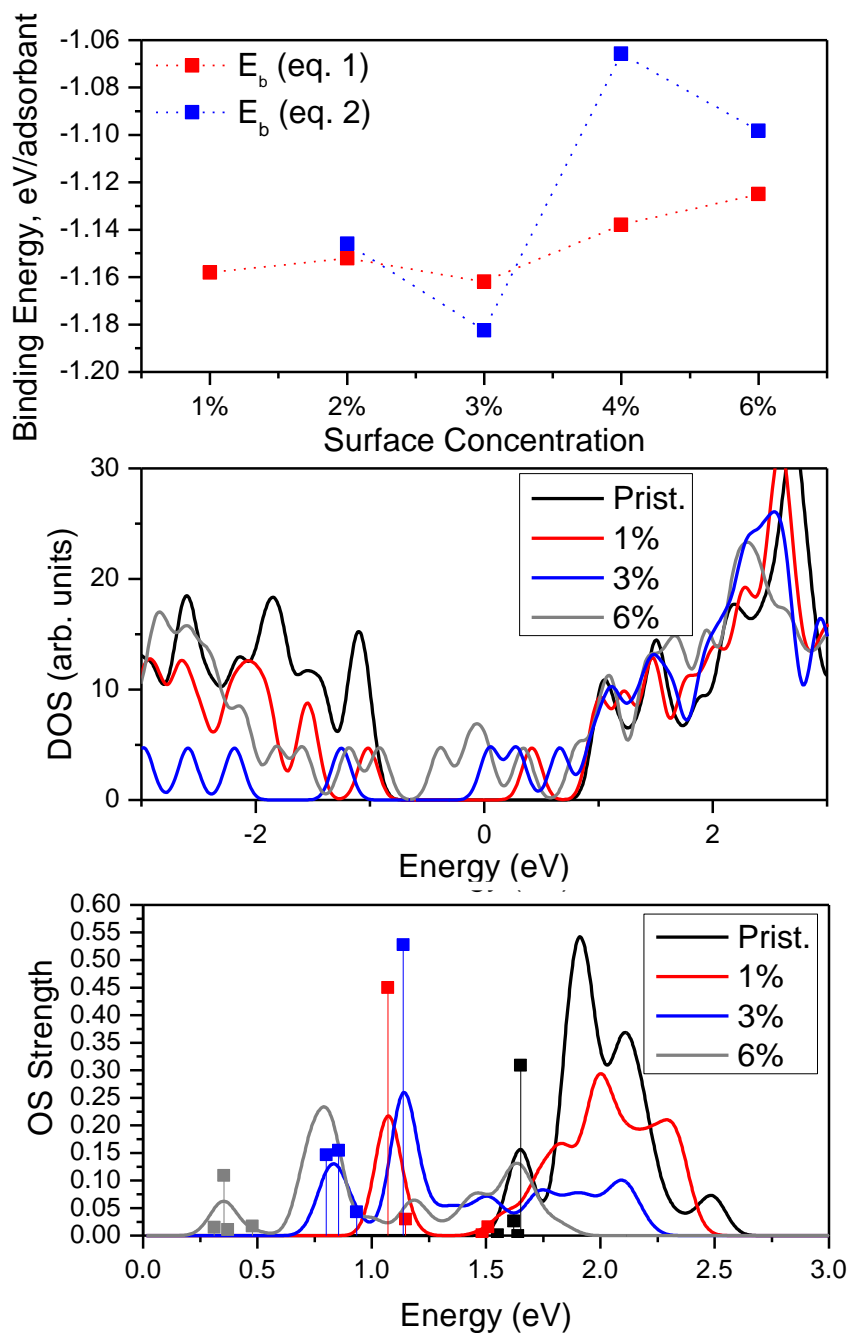 -1.06
-1.08
-1.10
-1.12
-1.14
-1.16
-1.18
-1.20
Binding Energy, eV/adsorbant
E_b (eq. 1)
E_b (eq. 2)
1% 2% 3% 4% 6%
Surface Concentration
30
20
10
0
DOS (arb. units)
Prist.
1%
3%
6%
-2 0 2
Energy (eV)
0.60
0.55
0.50
0.45
0.40
0.35
0.30
0.25
0.20
0.15
0.10
0.05
0.00
OS Strength
Prist.
1%
3%
6%
0.0 0.5 1.0 1.5 2.0 2.5 3.0
Energy (eV)